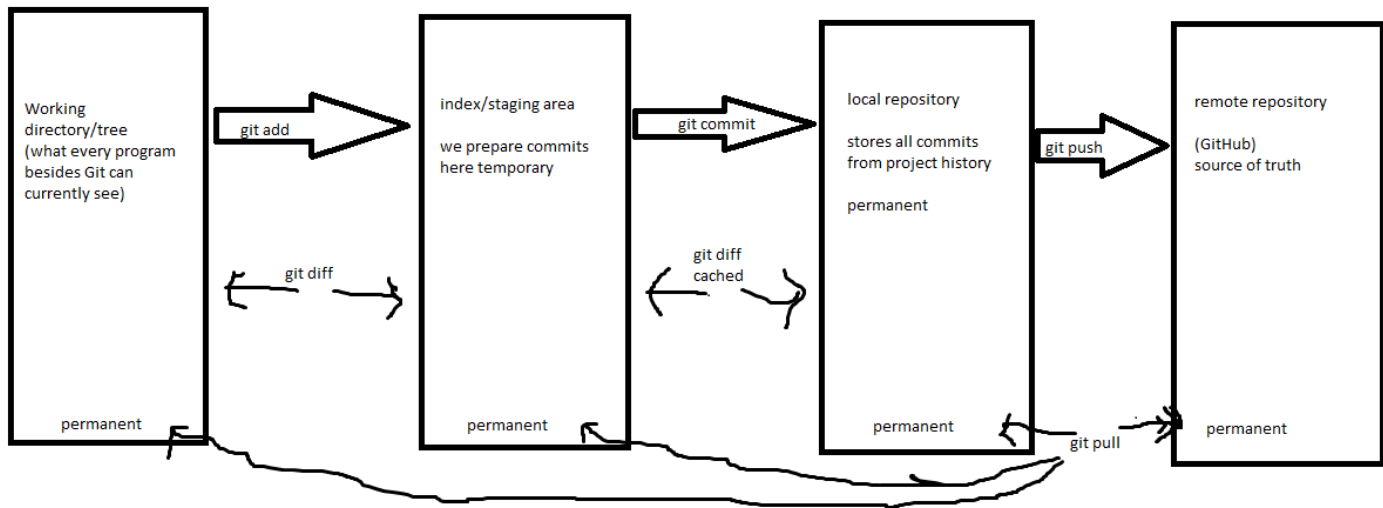 Working
directory/tree
(what every program
besides Git can
currently see)
permanent
git add
git diff
index/staging area
we prepare commits
here temporary
permanent
git commit
git diff
cached
local repository
stores all commits
from project history
permanent
permanent
git push
git pull
remote repository
(GitHub)
source of truth
permanent